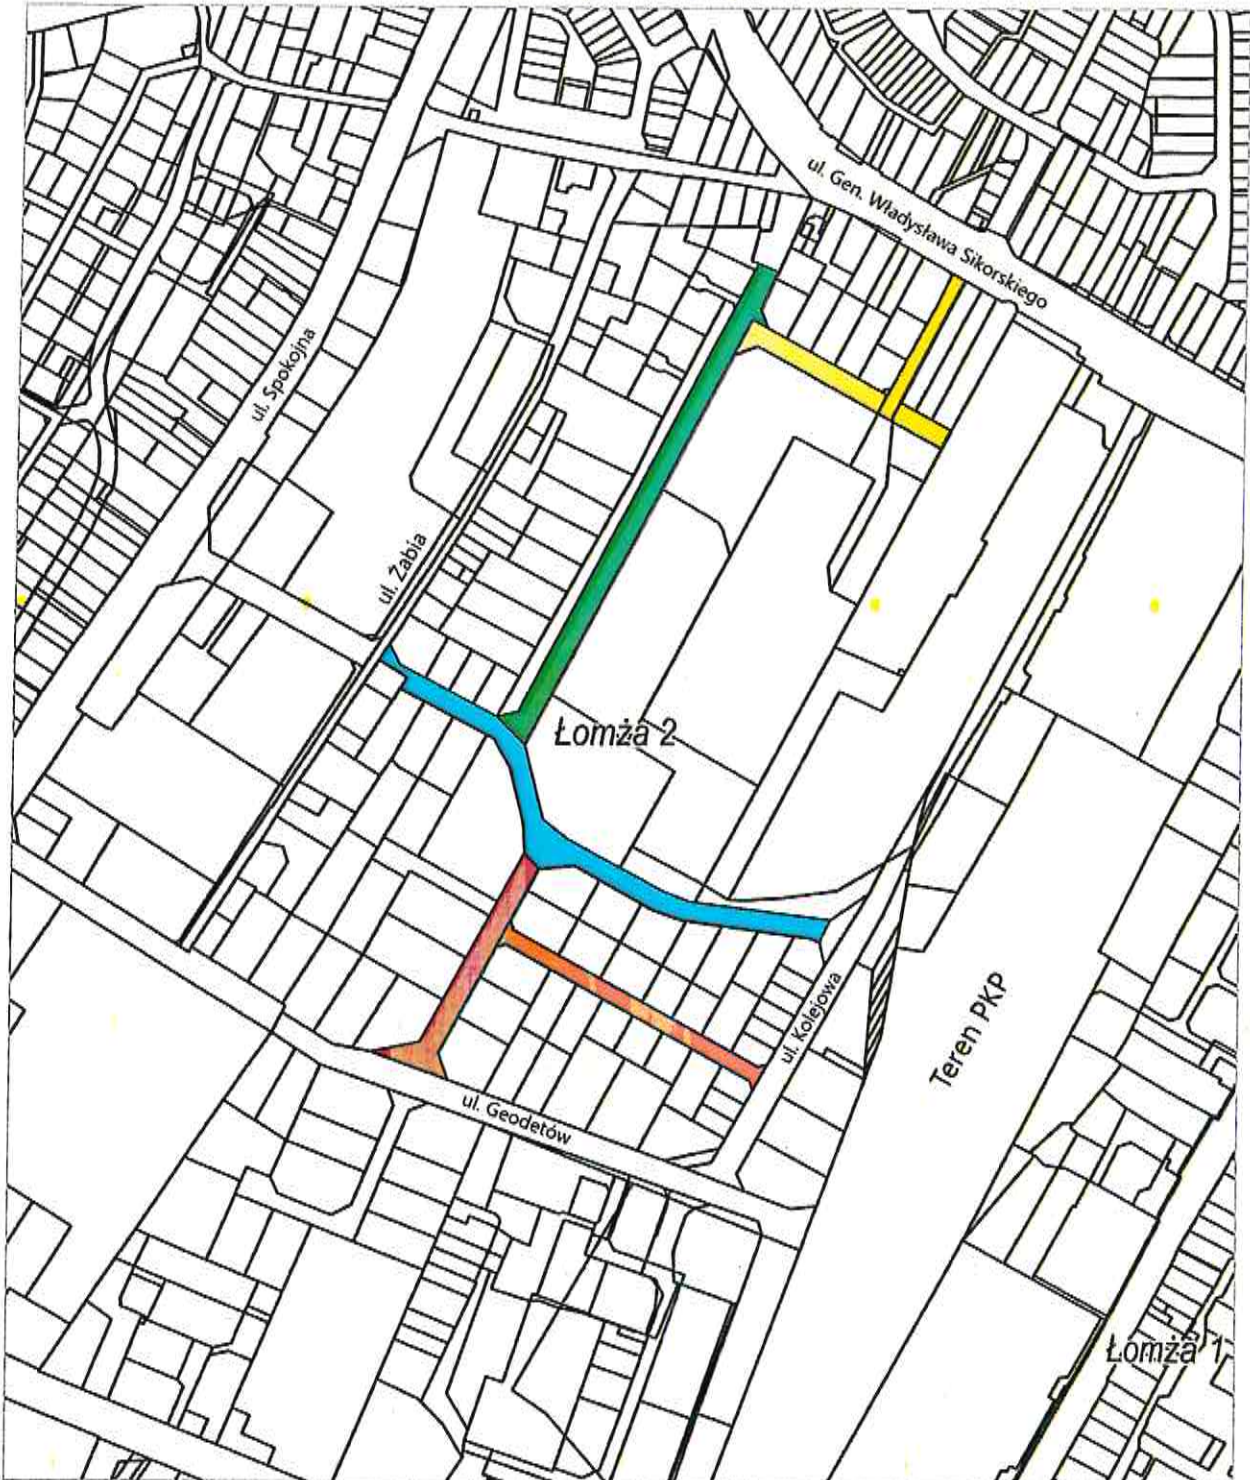 ul. Gen. Władysława Sikorskiego
ul. Spokojna
ul. Żabia
Łomża 2
ul. Kolejowa
Teren PKP
ul. Geodetów
Łomża 1